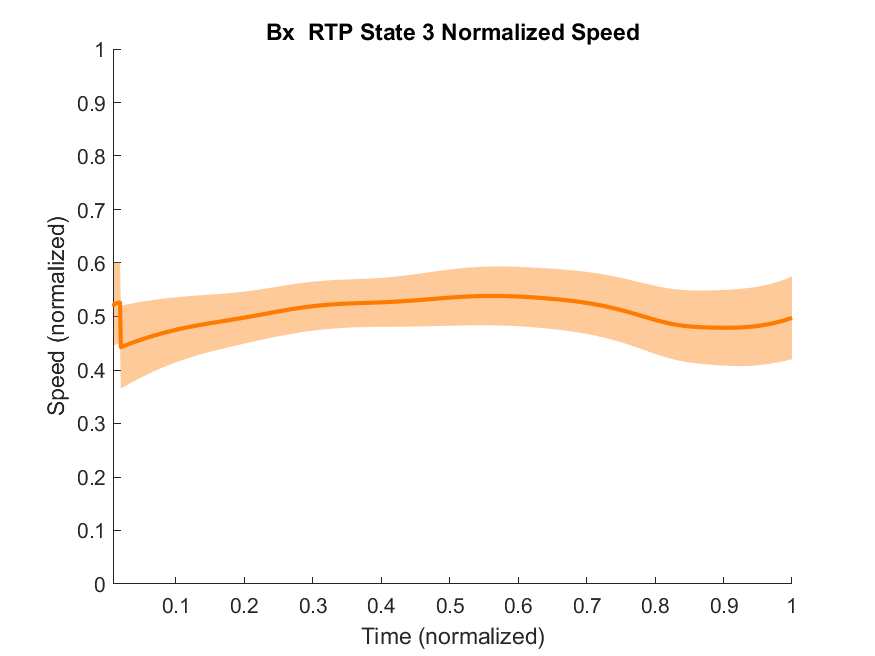 Bx  RTP State 3 Normalized Speed
1
0.9
0.8
0.7
0.6
0.5
0.4
0.3
0.2
0.1
0
Speed (normalized)
0.1 0.2 0.3 0.4 0.5 0.6 0.7 0.8 0.9 1
Time (normalized)